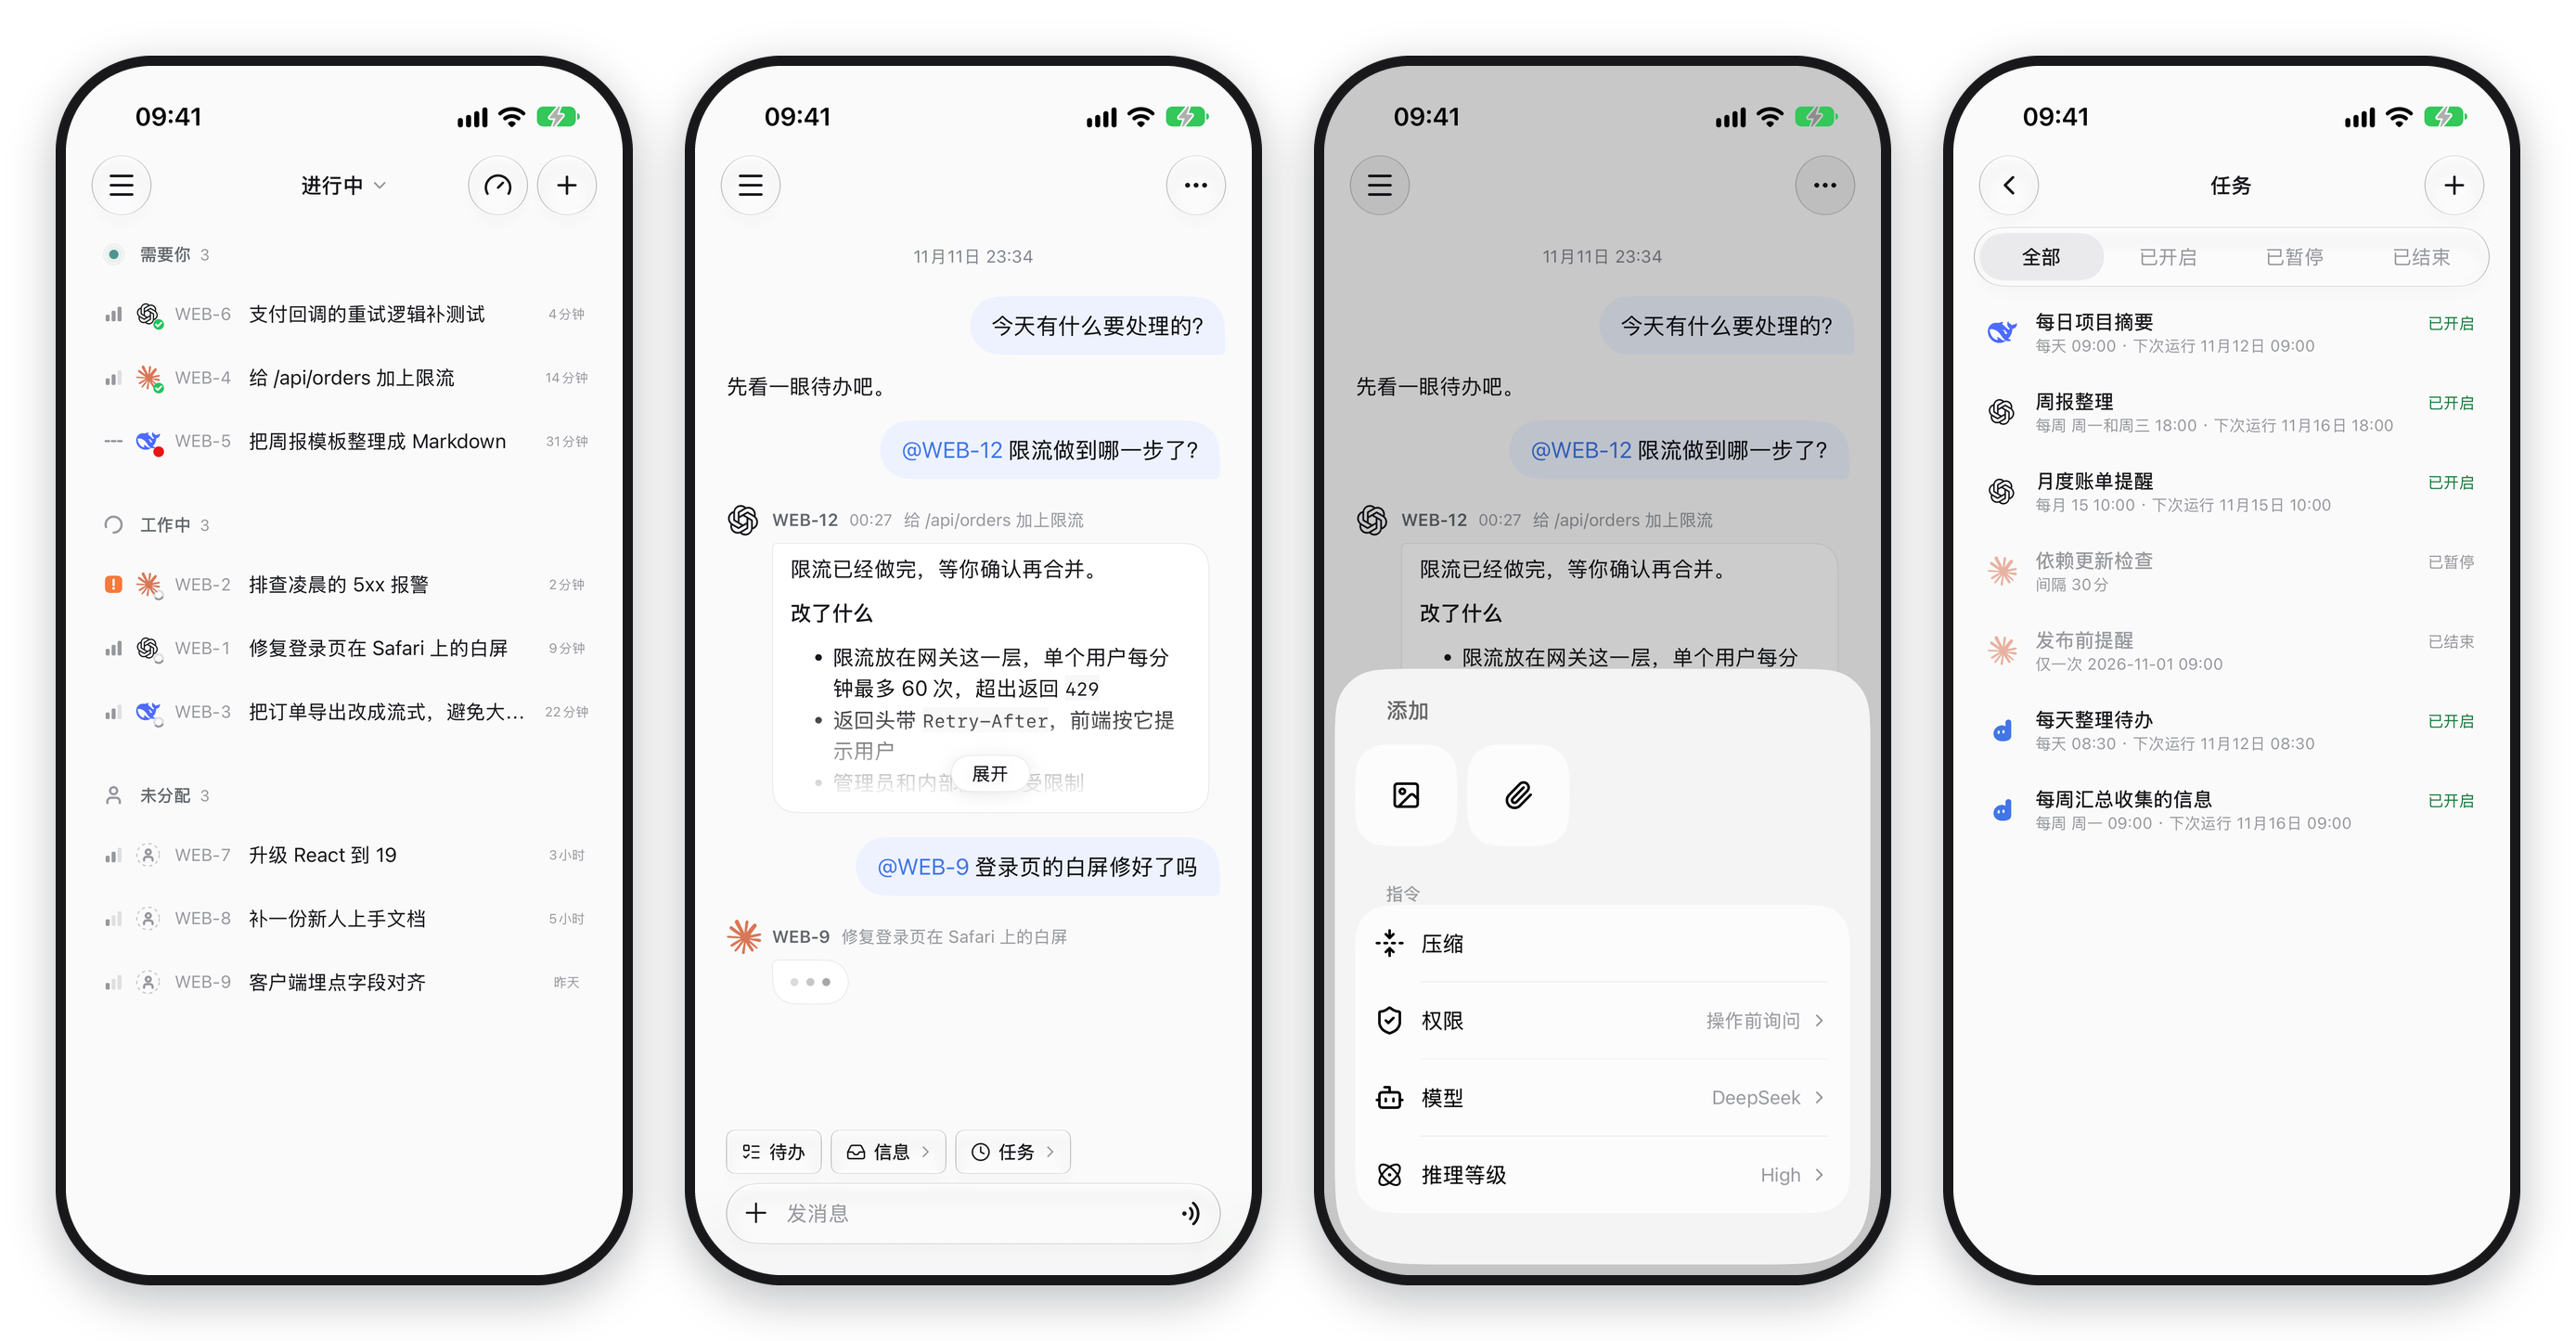 09:41
进行中
需要你 3
WEB-6 支付回调的重试逻辑补测试 4分钟
WEB-4 给 /api/orders 加上限流 14分钟
WEB-5 把周报模板整理成 Markdown 31分钟
工作中 3
WEB-2 排查凌晨的 5xx 报警 2分钟
WEB-1 修复登录页在 Safari 上的白屏 9分钟
WEB-3 把订单导出改成流式，避免大... 22分钟
未分配 3
WEB-7 升级 React 到 19 3小时
WEB-8 补一份新人上手文档 5小时
WEB-9 客户端埋点字段对齐 昨天
09:41
11月11日 23:34
今天有什么要处理的?
先看一眼待办吧。
@WEB-12 限流做到哪一步了?
WEB-12 00:27 给 /api/orders 加上限流
限流已经做完，等你确认再合并。
改了什么
• 限流放在网关这一层，单个用户每分
钟最多 60 次，超出返回 429
• 返回头带 Retry-After，前端按它提
示用户
• 管理员和内部 受限制
展开
@WEB-9 登录页的白屏修好了吗
WEB-9 修复登录页在 Safari 上的白屏
待办 信息 任务
发消息
09:41
11月11日 23:34
今天有什么要处理的?
先看一眼待办吧。
@WEB-12 限流做到哪一步了?
WEB-12 00:27 给 /api/orders 加上限流
限流已经做完，等你确认再合并。
改了什么
• 限流放在网关这一层，单个用户每分
添加
指令
压缩
权限 操作前询问
模型 DeepSeek
推理等级 High
09:41
任务
全部 已开启 已暂停 已结束
每日项目摘要 已开启
每天 09:00 · 下次运行 11月12日 09:00
周报整理 已开启
每周 周一和周三 18:00 · 下次运行 11月16日 18:00
月度账单提醒 已开启
每月 15 10:00 · 下次运行 11月15日 10:00
依赖更新检查 已暂停
间隔 30分
发布前提醒 已结束
仅一次 2026-11-01 09:00
每天整理待办 已开启
每天 08:30 · 下次运行 11月12日 08:30
每周汇总收集的信息 已开启
每周 周一 09:00 · 下次运行 11月16日 09:00